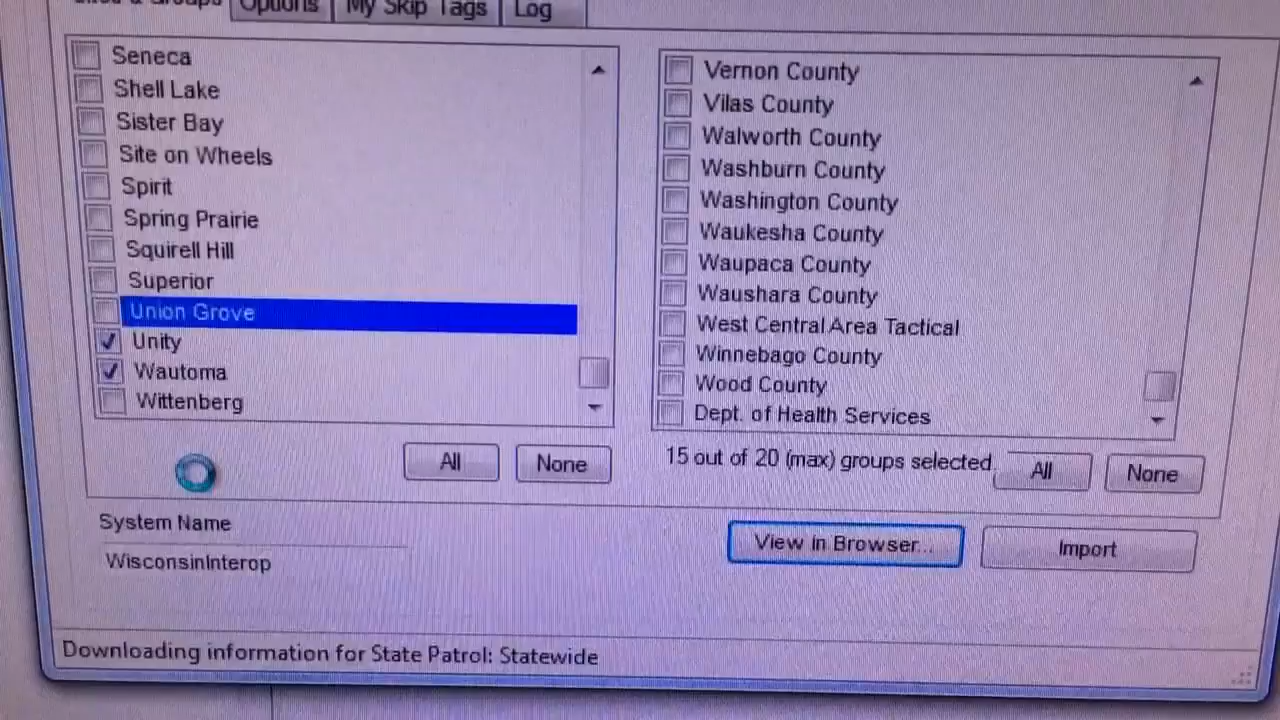 & Groups
Options
My Skip Tags
Log
Seneca
Shell Lake
Sister Bay
Site on Wheels
Spirit
Spring Prairie
Squirell Hill
Superior
Union Grove
Unity
Wautoma
Wittenberg
All
None
Vernon County
Vilas County
Walworth County
Washburn County
Washington County
Waukesha County
Waupaca County
Waushara County
West Central Area Tactical
Winnebago County
Wood County
Dept. of Health Services
15 out of 20 (max) groups selected.
All
None
System Name
WisconsinInterop
View in Browser...
Import
Downloading information for State Patrol: Statewide